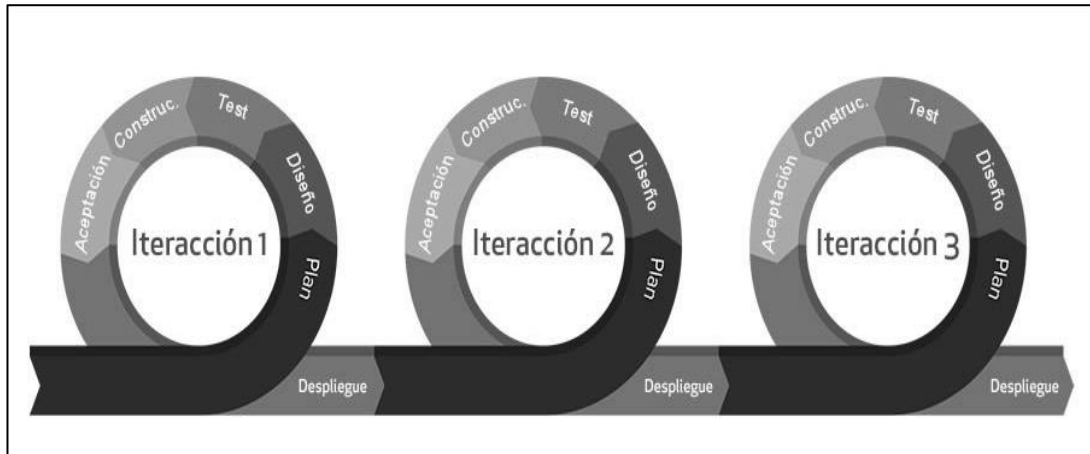 Iteracción 1
Plan
Diseño
Test
Construc.
Aceptación
Despliegue
Iteracción 2
Plan
Diseño
Test
Construc.
Aceptación
Despliegue
Iteracción 3
Plan
Diseño
Test
Construc.
Aceptación
Despliegue